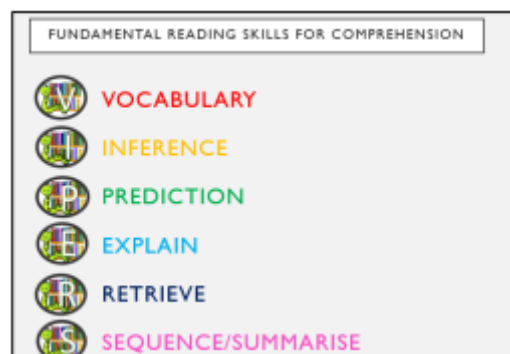 FUNDAMENTAL READING SKILLS FOR COMPREHENSION
V VOCABULARY
I INFERENCE
P PREDICTION
E EXPLAIN
R RETRIEVE
S SEQUENCE/SUMMARISE